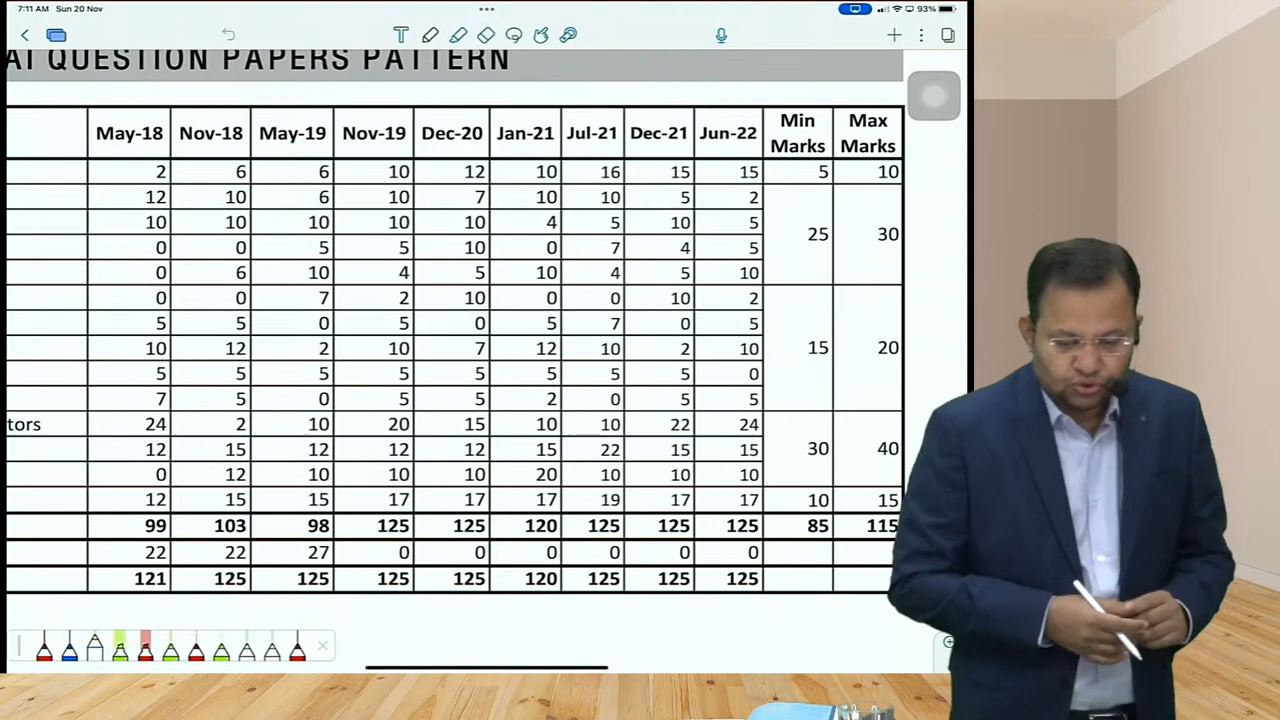 7:11 AM Sun 20 Nov
93%
AI QUESTION PAPERS PATTERN
May-18 Nov-18 May-19 Nov-19 Dec-20 Jan-21 Jul-21 Dec-21 Jun-22 Min Marks Max Marks
2 6 6 10 12 10 16 15 15 5 10
12 10 6 10 7 10 10 5 2
10 10 10 10 10 4 5 10 5 25 30
0 0 5 5 10 0 7 4 5
0 6 10 4 5 10 4 5 10
0 0 7 2 10 0 0 10 2
5 5 0 5 0 5 7 0 5
10 12 2 10 7 12 10 2 10 15 20
5 5 5 5 5 5 5 5 0
7 5 0 5 5 2 0 5 5
tors 24 2 10 20 15 10 10 22 24
12 15 12 12 12 15 22 15 15 30 40
0 12 10 10 10 20 10 10 10
12 15 15 17 17 17 19 17 17 10 15
99 103 98 125 125 120 125 125 125 85 115
22 22 27 0 0 0 0 0 0
121 125 125 125 125 120 125 125 125